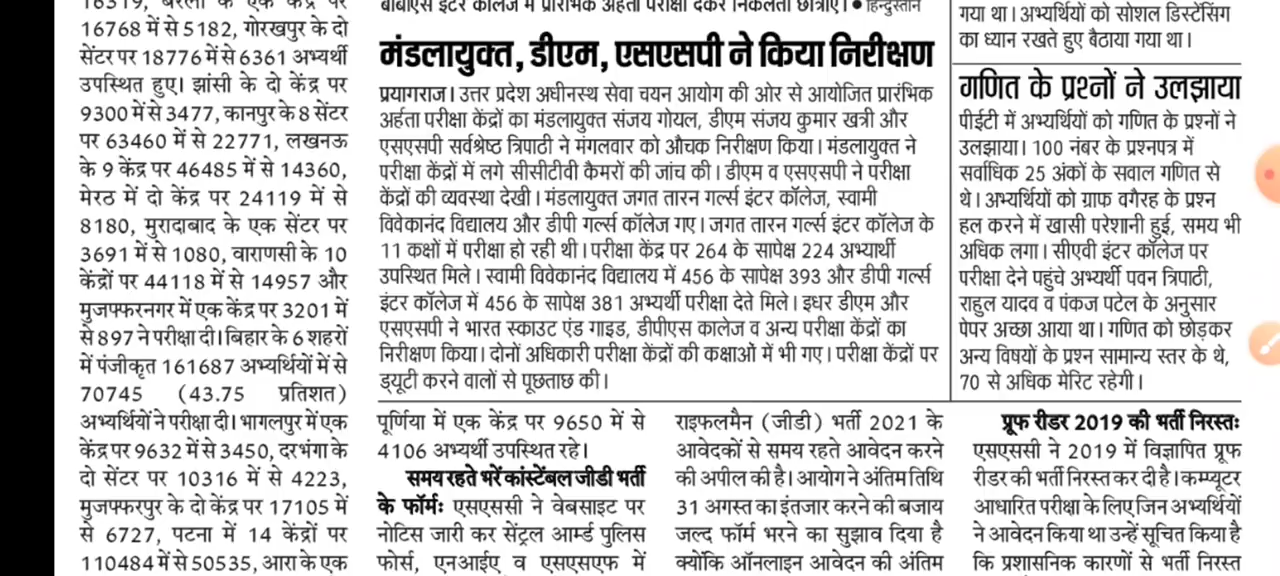 16319, बरेली के एक केंद्र पर
16768 में से 5182, गोरखपुर के दो
सेंटर पर 18776 में से 6361 अभ्यर्थी
उपस्थित हुए। झांसी के दो केंद्र पर
9300 में से 3477, कानपुर के 8 सेंटर
पर 63460 में से 22771, लखनऊ
के 9 केंद्र पर 46485 में से 14360,
मेरठ में दो केंद्र पर 24119 में से
8180, मुरादाबाद के एक सेंटर पर
3691 में से 1080, वाराणसी के 10
केंद्रों पर 44118 में से 14957 और
मुजफ्फरनगर में एक केंद्र पर 3201 में
से 897 ने परीक्षा दी। बिहार के 6 शहरों
में पंजीकृत 161687 अभ्यर्थियों में से
70745 (43.75 प्रतिशत)
अभ्यर्थियों ने परीक्षा दी। भागलपुर में एक
केंद्र पर 9632 में से 3450, दरभंगा के
दो सेंटर पर 10316 में से 4223,
मुजफ्फरपुर के दो केंद्र पर 17105 में
से 6727, पटना में 14 केंद्रों पर
110484 में से 50535, आरा के एक
बीबीएस इंटर कॉलेज में प्रारंभिक अर्हता परीक्षा देकर निकलती छात्राएं। ● हिन्दुस्तान
मंडलायुक्त, डीएम, एसएसपी ने किया निरीक्षण
प्रयागराज। उत्तर प्रदेश अधीनस्थ सेवा चयन आयोग की ओर से आयोजित प्रारंभिक
अर्हता परीक्षा केंद्रों का मंडलायुक्त संजय गोयल, डीएम संजय कुमार खत्री और
एसएसपी सर्वश्रेष्ठ त्रिपाठी ने मंगलवार को औचक निरीक्षण किया। मंडलायुक्त ने
परीक्षा केंद्रों में लगे सीसीटीवी कैमरों की जांच की। डीएम व एसएसपी ने परीक्षा
केंद्रों की व्यवस्था देखी। मंडलायुक्त जगत तारन गर्ल्स इंटर कॉलेज, स्वामी
विवेकानंद विद्यालय और डीपी गर्ल्स कॉलेज गए। जगत तारन गर्ल्स इंटर कॉलेज के
11 कक्षों में परीक्षा हो रही थी। परीक्षा केंद्र पर 264 के सापेक्ष 224 अभ्यार्थी
उपस्थित मिले। स्वामी विवेकानंद विद्यालय में 456 के सापेक्ष 393 और डीपी गर्ल्स
इंटर कॉलेज में 456 के सापेक्ष 381 अभ्यर्थी परीक्षा देते मिले। इधर डीएम और
एसएसपी ने भारत स्काउट एंड गाइड, डीपीएस कालेज व अन्य परीक्षा केंद्रों का
निरीक्षण किया। दोनों अधिकारी परीक्षा केंद्रों की कक्षाओं में भी गए। परीक्षा केंद्रों पर
ड्यूटी करने वालों से पूछताछ की।
गया था। अभ्यर्थियों को सोशल डिस्टेंसिंग
का ध्यान रखते हुए बैठाया गया था।
गणित के प्रश्नों ने उलझाया
पीईटी में अभ्यर्थियों को गणित के प्रश्नों ने
उलझाया। 100 नंबर के प्रश्नपत्र में
सर्वाधिक 25 अंकों के सवाल गणित से
थे। अभ्यर्थियों को ग्राफ वगैरह के प्रश्न
हल करने में खासी परेशानी हुई, समय भी
अधिक लगा। सीएवी इंटर कॉलेज पर
परीक्षा देने पहुंचे अभ्यर्थी पवन त्रिपाठी,
राहुल यादव व पंकज पटेल के अनुसार
पेपर अच्छा आया था। गणित को छोड़कर
अन्य विषयों के प्रश्न सामान्य स्तर के थे,
70 से अधिक मेरिट रहेगी।
पूर्णिया में एक केंद्र पर 9650 में से
4106 अभ्यर्थी उपस्थित रहे।
समय रहते भरें कांस्टेंबल जीडी भर्ती
के फॉर्म: एसएससी ने वेबसाइट पर
नोटिस जारी कर सेंट्रल आर्म्ड पुलिस
फोर्स, एनआईए व एसएसएफ में
राइफलमैन (जीडी) भर्ती 2021 के
आवेदकों से समय रहते आवेदन करने
की अपील की है। आयोग ने अंतिम तिथि
31 अगस्त का इंतजार करने की बजाय
जल्द फॉर्म भरने का सुझाव दिया है
क्योंकि ऑनलाइन आवेदन की अंतिम
प्रूफ रीडर 2019 की भर्ती निरस्त:
एसएससी ने 2019 में विज्ञापित प्रूफ
रीडर की भर्ती निरस्त कर दी है। कम्प्यूटर
आधारित परीक्षा के लिए जिन अभ्यर्थियों
ने आवेदन किया था उन्हें सूचित किया है
कि प्रशासनिक कारणों से भर्ती निरस्त